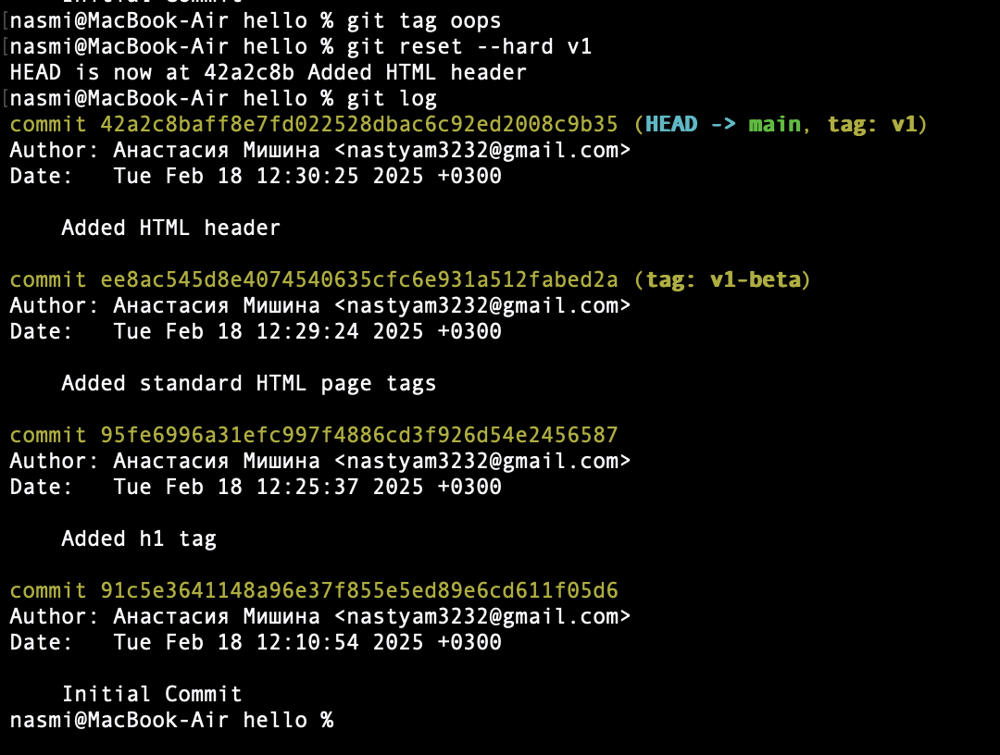 Initial Commit
[nasmi@MacBook-Air hello % git tag oops
[nasmi@MacBook-Air hello % git reset --hard v1
HEAD is now at 42a2c8b Added HTML header
[nasmi@MacBook-Air hello % git log
commit 42a2c8baff8e7fd022528dbac6c92ed2008c9b35 (HEAD -> main, tag: v1)
Author: Анастасия Мишина <nastyam3232@gmail.com>
Date:   Tue Feb 18 12:30:25 2025 +0300
    Added HTML header
commit ee8ac545d8e4074540635cfc6e931a512fabed2a (tag: v1-beta)
Author: Анастасия Мишина <nastyam3232@gmail.com>
Date:   Tue Feb 18 12:29:24 2025 +0300
    Added standard HTML page tags
commit 95fe6996a31efc997f4886cd3f926d54e2456587
Author: Анастасия Мишина <nastyam3232@gmail.com>
Date:   Tue Feb 18 12:25:37 2025 +0300
    Added h1 tag
commit 91c5e3641148a96e37f855e5ed89e6cd611f05d6
Author: Анастасия Мишина <nastyam3232@gmail.com>
Date:   Tue Feb 18 12:10:54 2025 +0300
    Initial Commit
nasmi@MacBook-Air hello %